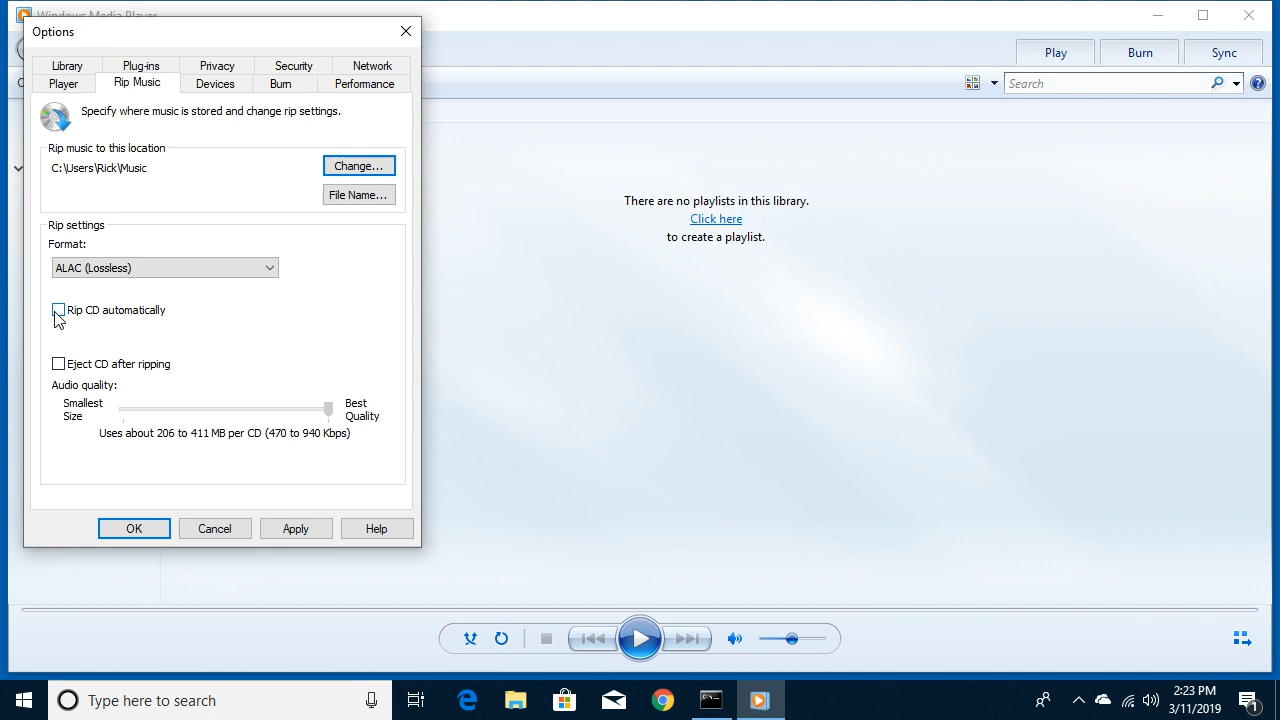 Windows Media Player
Options
Library Plug-ins Privacy Security Network
Player Rip Music Devices Burn Performance
Specify where music is stored and change rip settings.
Rip music to this location
C:\Users\Rick\Music
Change...
File Name...
Rip settings
Format:
ALAC (Lossless)
Rip CD automatically
Eject CD after ripping
Audio quality:
Smallest
Size
Best
Quality
Uses about 206 to 411 MB per CD (470 to 940 Kbps)
OK Cancel Apply Help
Play Burn Sync
Search
There are no playlists in this library.
Click here
to create a playlist.
Type here to search
2:23 PM
3/11/2019
1